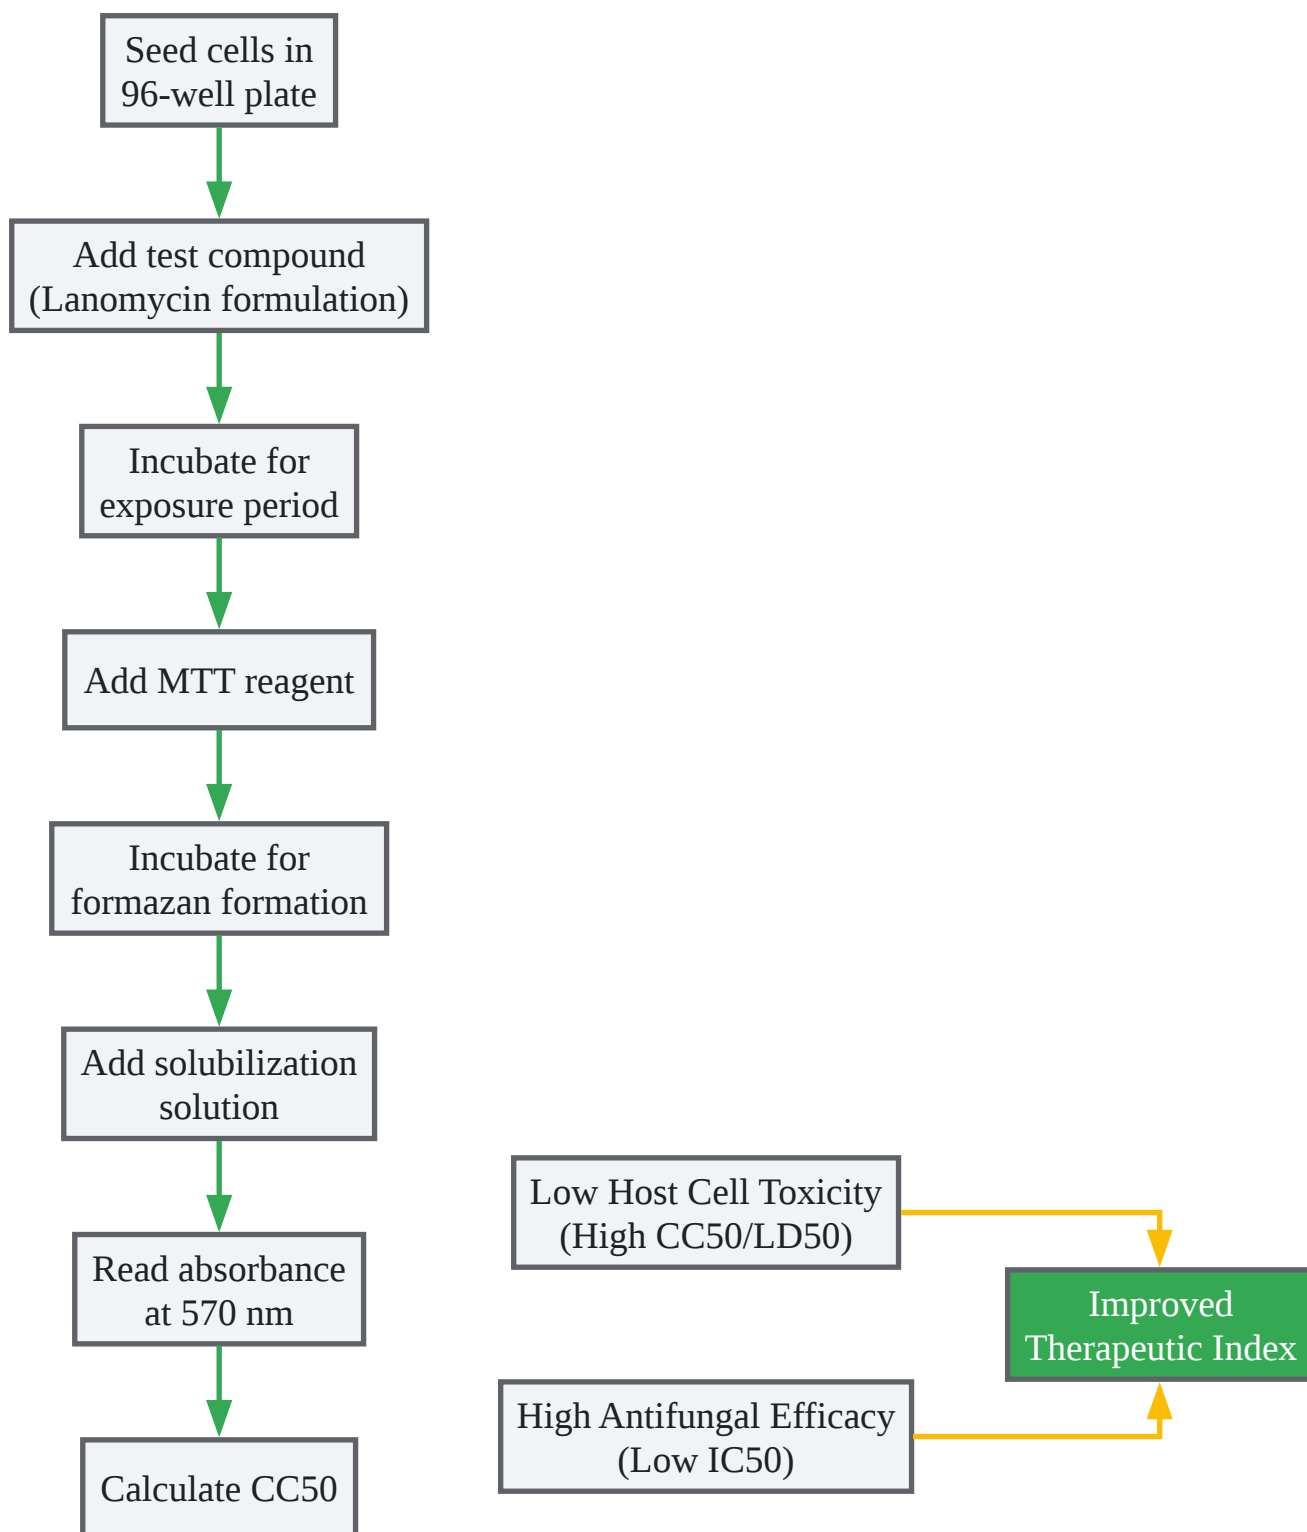 Seed cells in
96-well plate
Add test compound
(Lanomycin formulation)
Incubate for
exposure period
Add MTT reagent
Incubate for
formazan formation
Add solubilization
solution
Read absorbance
at 570 nm
Calculate CC50
Low Host Cell Toxicity
(High CC50/LD50)
High Antifungal Efficacy
(Low IC50)
Improved
Therapeutic Index